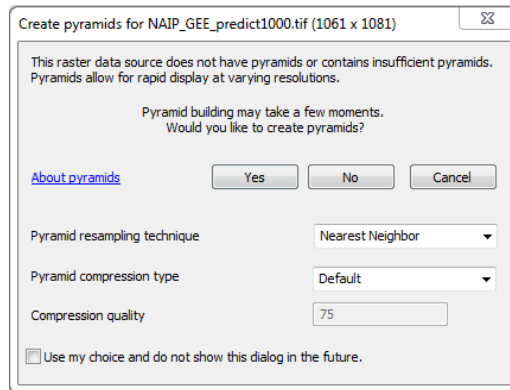 Create pyramids for NAIP_GEE_predict1000.tif (1061 x 1081)
This raster data source does not have pyramids or contains insufficient pyramids.
Pyramids allow for rapid display at varying resolutions.
Pyramid building may take a few moments.
Would you like to create pyramids?
About pyramids Yes No Cancel
Pyramid resampling technique Nearest Neighbor
Pyramid compression type Default
Compression quality 75
Use my choice and do not show this dialog in the future.